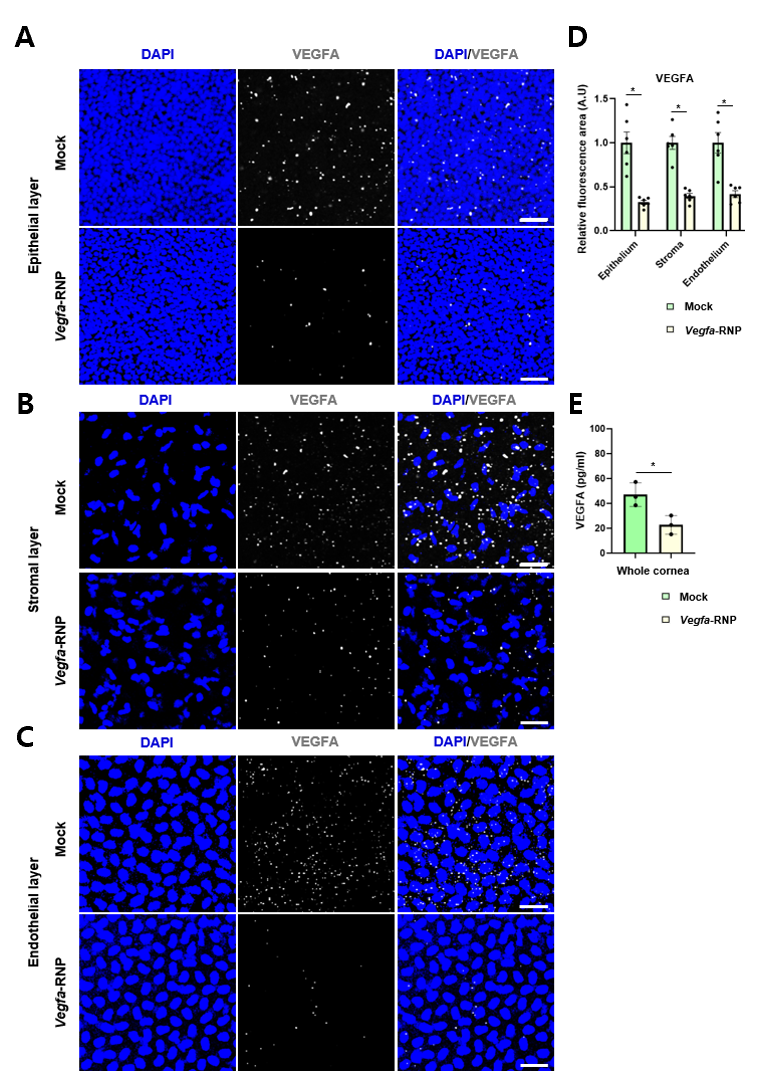 A
DAPI
VEGFA
DAPI/VEGFA
Epithelial layer
Mock
Vegfa-RNP
B
DAPI
VEGFA
DAPI/VEGFA
Stromal layer
Mock
Vegfa-RNP
C
DAPI
VEGFA
DAPI/VEGFA
Endothelial layer
Mock
Vegfa-RNP
D
VEGFA
Relative fluorescence area (A.U)
1.5
1.0
0.5
0.0
*
*
*
Epithelium
Stroma
Endothelium
Mock
Vegfa-RNP
E
VEGFA (pg/ml)
100
80
60
40
20
0
*
Whole cornea
Mock
Vegfa-RNP